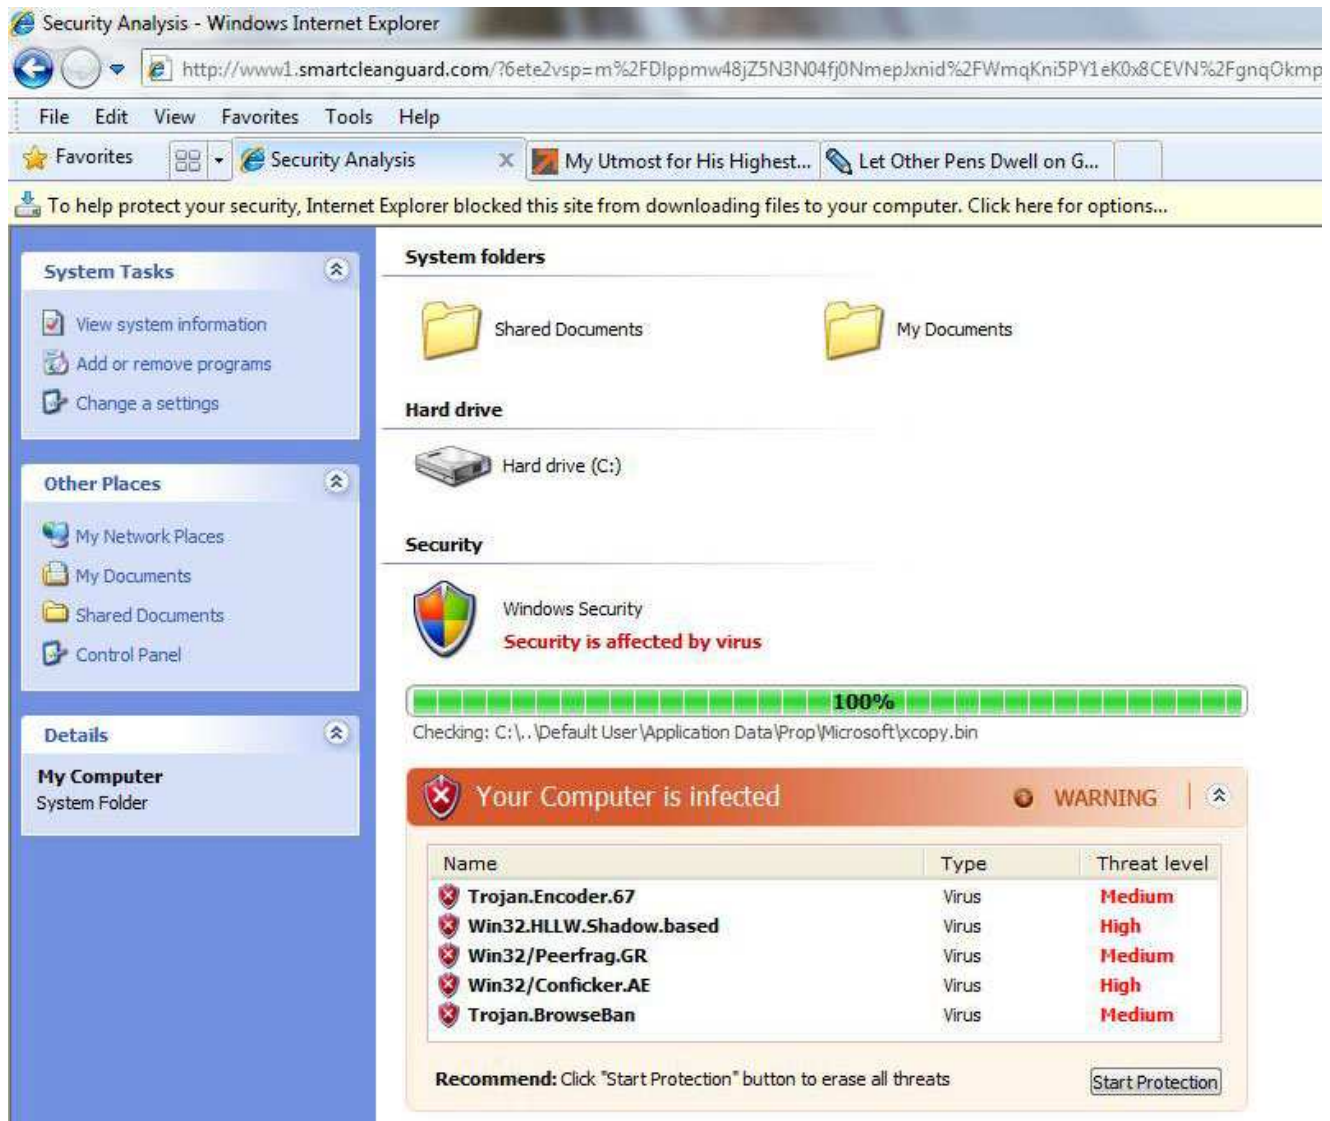 Security Analysis - Windows Internet Explorer
http://www1.smartcleanguard.com/?6ete2vsp=m%2FDlppmw48jZ5N3N04fj0NmepJxnid%2FWmqKni5PY1eK0x8CEVN%2FgnqOkmp
File Edit View Favorites Tools Help
Favorites Security Analysis X My Utmost for His Highest... Let Other Pens Dwell on G...
To help protect your security, Internet Explorer blocked this site from downloading files to your computer. Click here for options...
System Tasks
View system information
Add or remove programs
Change a settings
Other Places
My Network Places
My Documents
Shared Documents
Control Panel
Details
My Computer
System Folder
System folders
Shared Documents My Documents
Hard drive
Hard drive (C:)
Security
Windows Security
Security is affected by virus
100%
Checking: C:\..\Default User\Application Data\Prop\Microsoft\xcopy.bin
Your Computer is infected WARNING
Name Type Threat level
Trojan.Encoder.67 Virus Medium
Win32.HLLW.Shadow.based Virus High
Win32/Peerfrag.GR Virus Medium
Win32/Conficker.AE Virus High
Trojan.BrowseBan Virus Medium
Recommend: Click "Start Protection" button to erase all threats Start Protection